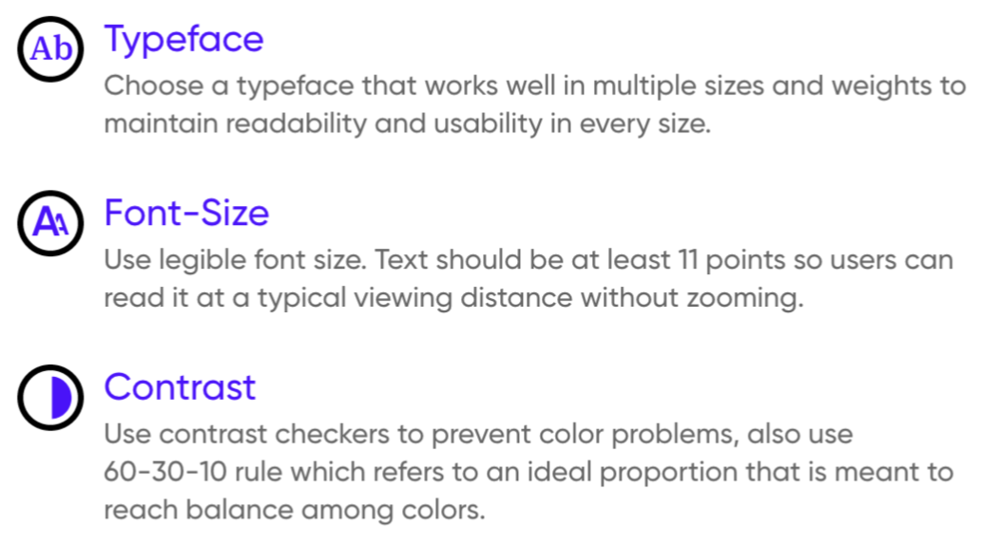 Ab Typeface
Choose a typeface that works well in multiple sizes and weights to
maintain readability and usability in every size.
AA Font-Size
Use legible font size. Text should be at least 11 points so users can
read it at a typical viewing distance without zooming.
Contrast
Use contrast checkers to prevent color problems, also use
60-30-10 rule which refers to an ideal proportion that is meant to
reach balance among colors.